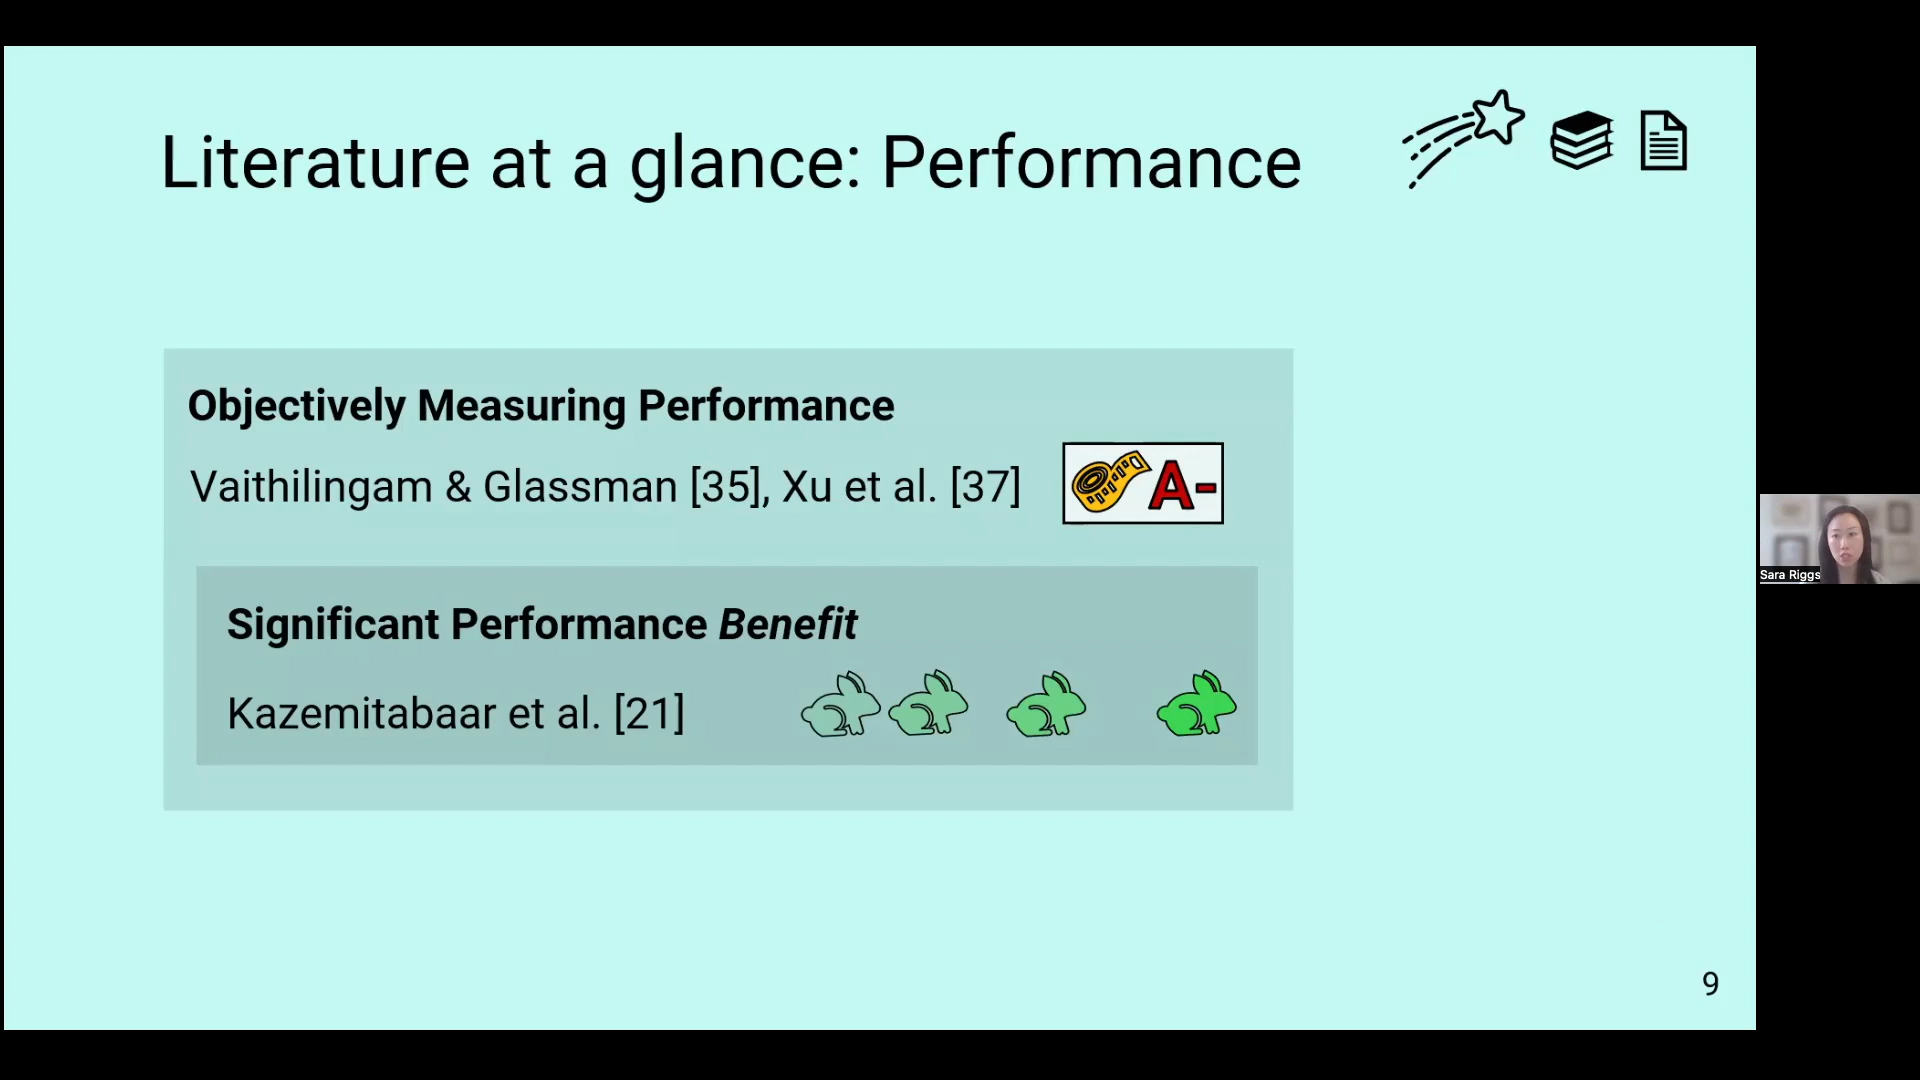 Literature at a glance: Performance
Objectively Measuring Performance
Vaithilingam & Glassman [35], Xu et al. [37]
A-
Significant Performance Benefit
Kazemitabaar et al. [21]
9
Sara Riggs